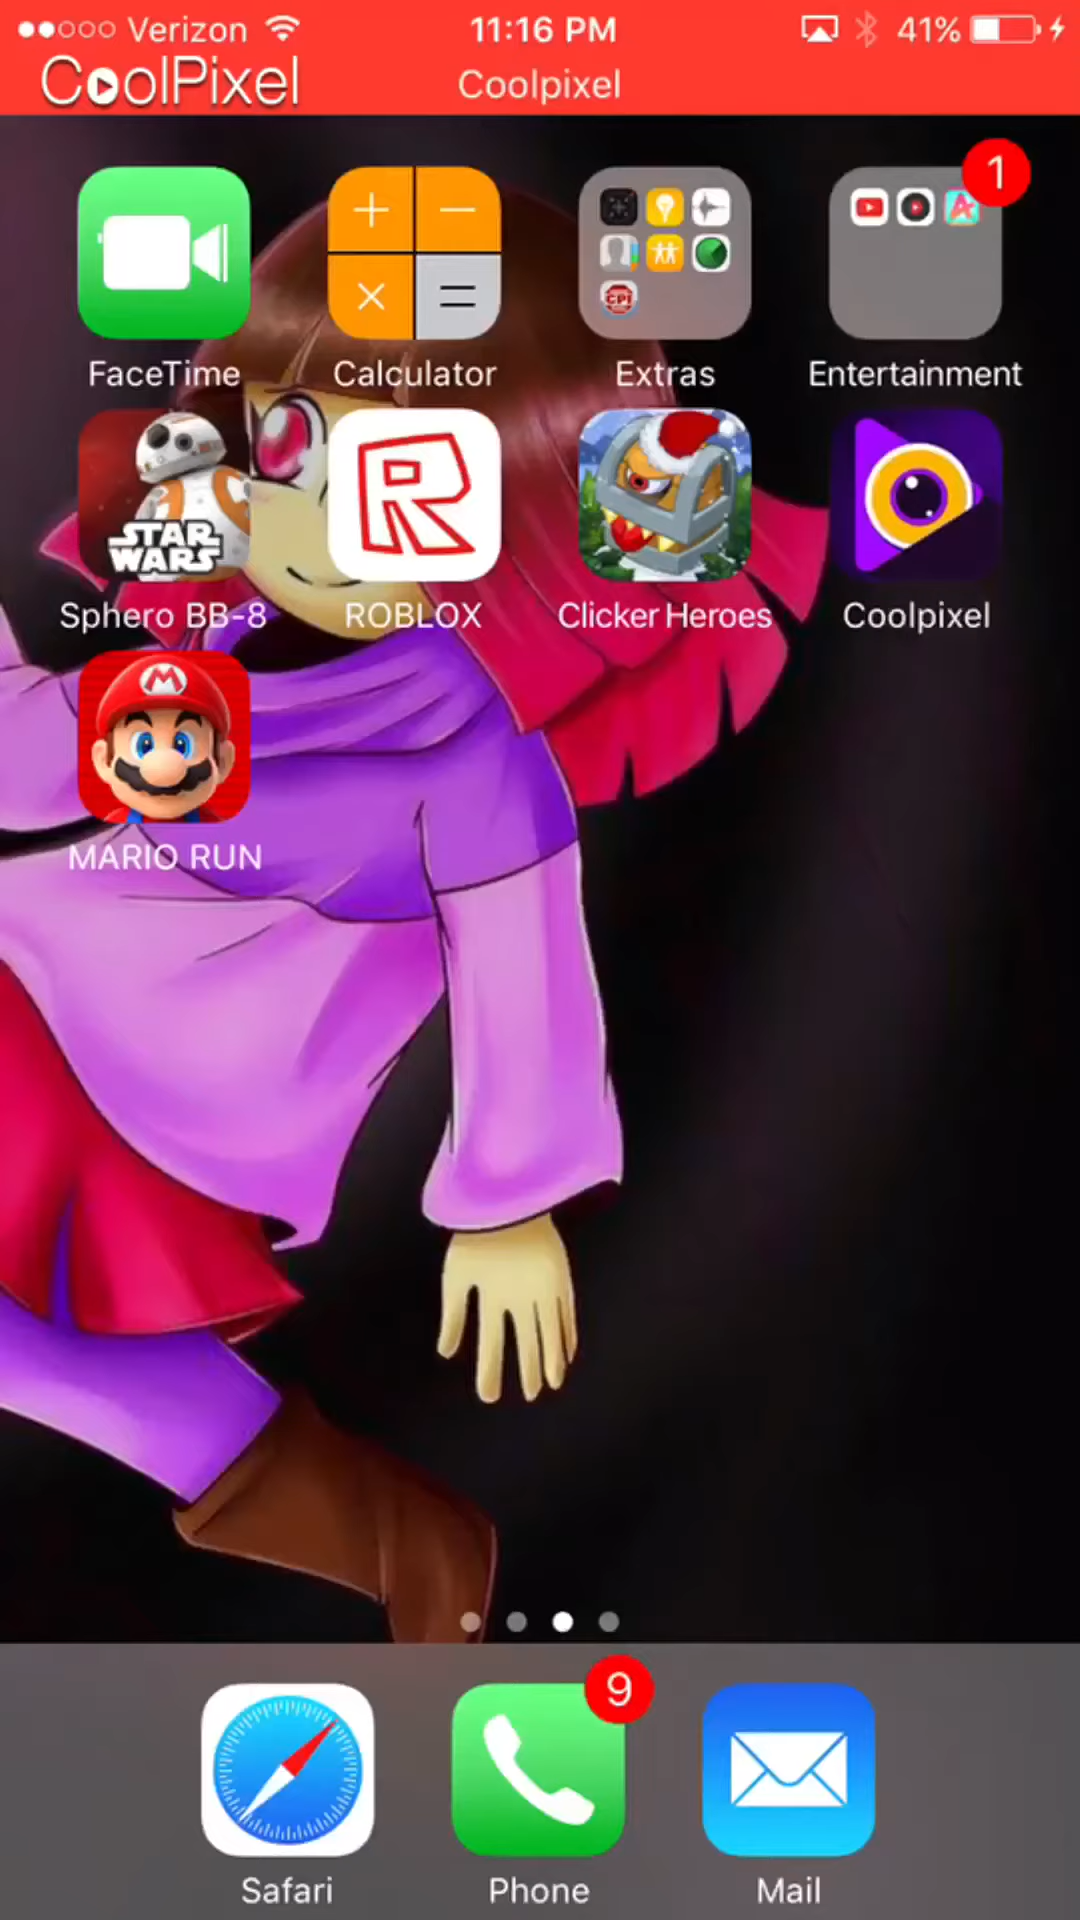 Verizon 11:16 PM 41%
CoolPixel Coolpixel
1
CPI
FaceTime Calculator Extras Entertainment
STAR
WARS
R
Sphero BB-8 ROBLOX Clicker Heroes Coolpixel
M
MARIO RUN
9
Safari Phone Mail